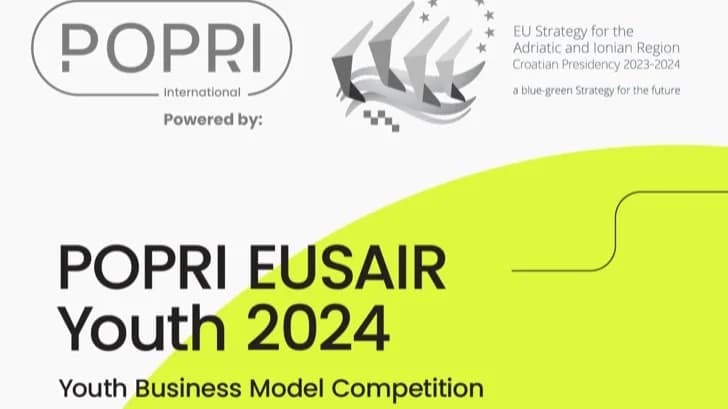 POPRI
International
Powered by:
EU Strategy for the
Adriatic and Ionian Region
Croatian Presidency 2023-2024
a blue-green Strategy for the future
POPRI EUSAIR
Youth 2024
Youth Business Model Competition